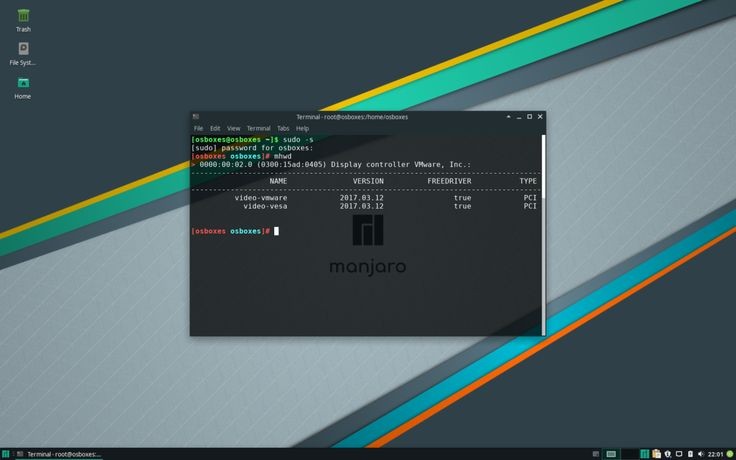 Trash
File Syst...
Home
Terminal - root@osboxes:/home/osboxes
File Edit View Terminal Tabs Help
[osboxes@osboxes ~]$ sudo -s
[sudo] password for osboxes:
[osboxes osboxes]# mhwd
> 0000:00:02.0 (0300:15ad:0405) Display controller VMware, Inc.:
--------------------------------------------------------------------------------
NAME VERSION FREEDRIVER TYPE
--------------------------------------------------------------------------------
video-vmware 2017.03.12 true PCI
video-vesa 2017.03.12 true PCI
[osboxes osboxes]#
manjaro
Terminal - root@osboxes:/...
22:01